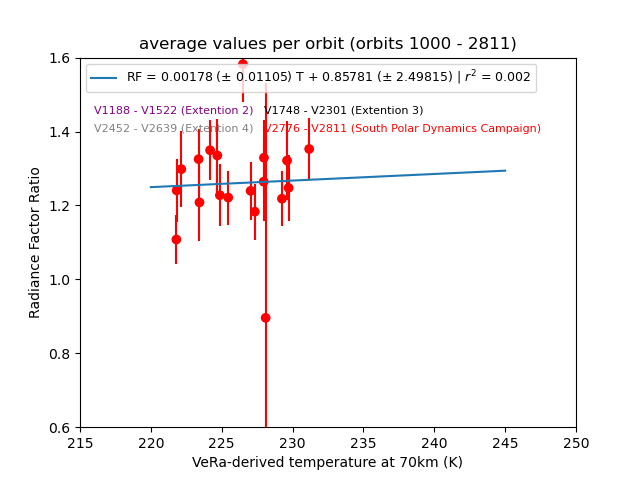 average values per orbit (orbits 1000 - 2811)
RF = 0.00178 (± 0.01105) T + 0.85781 (± 2.49815) | r² = 0.002
V1188 - V1522 (Extention 2) V1748 - V2301 (Extention 3)
V2452 - V2639 (Extention 4) V2776 - V2811 (South Polar Dynamics Campaign)
1.6
1.4
1.2
1.0
0.8
0.6
Radiance Factor Ratio
215 220 225 230 235 240 245 250
VeRa-derived temperature at 70km (K)